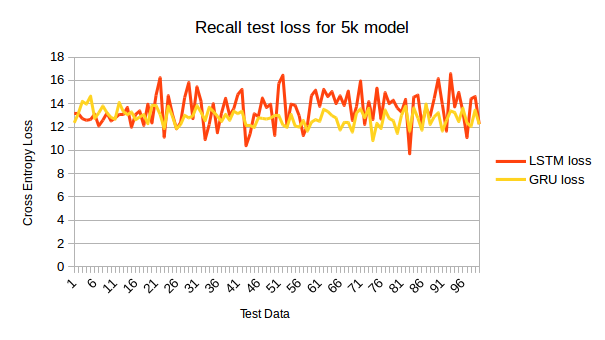 Recall test loss for 5k model
18
16
14
12
10
8
6
4
2
0
Cross Entropy Loss
1 6 11 16 21 26 31 36 41 46 51 56 61 66 71 76 81 86 91 96
Test Data
LSTM loss
GRU loss